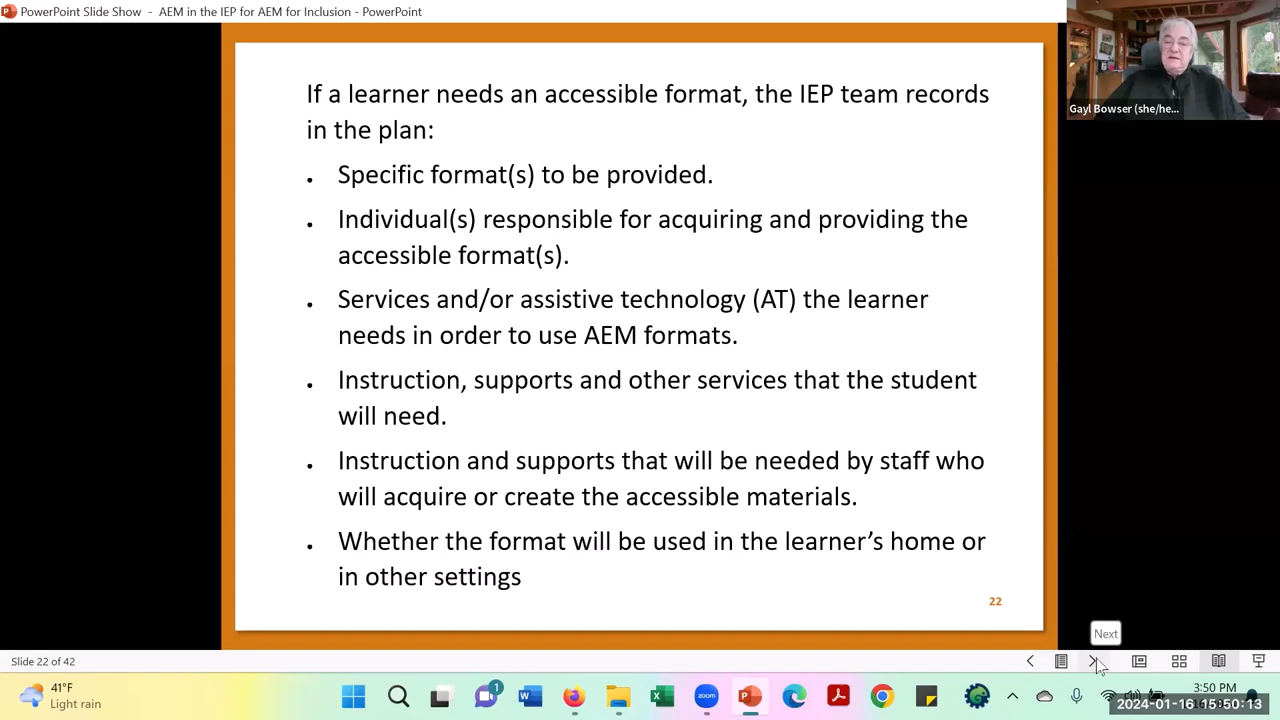 PowerPoint Slide Show - AEM in the IEP for AEM for Inclusion - PowerPoint
Gayl Bowser (she/he...
If a learner needs an accessible format, the IEP team records
in the plan:
• Specific format(s) to be provided.
• Individual(s) responsible for acquiring and providing the
accessible format(s).
• Services and/or assistive technology (AT) the learner
needs in order to use AEM formats.
• Instruction, supports and other services that the student
will need.
• Instruction and supports that will be needed by staff who
will acquire or create the accessible materials.
• Whether the format will be used in the learner’s home or
in other settings
22
Next
Slide 22 of 42
41°F
Light rain
1
zoom
3:50 PM
2024-01-16 15:50:13